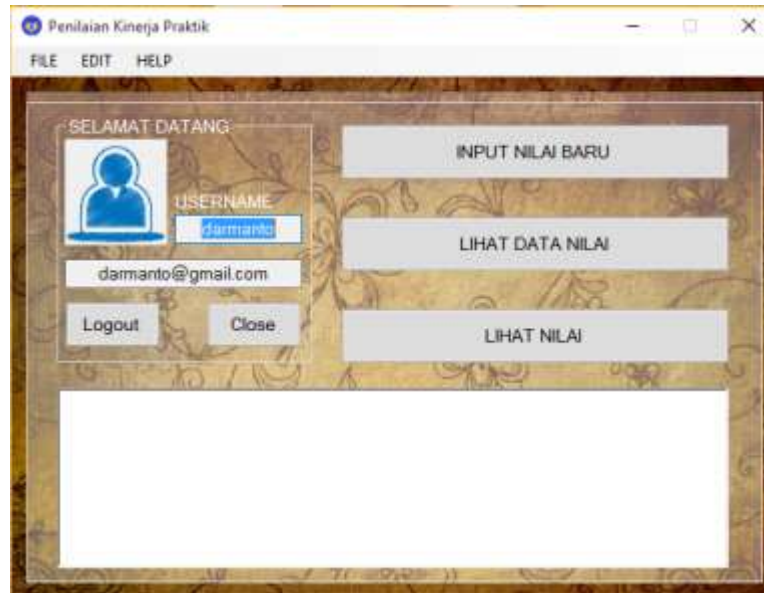 Penilaian Kinerja Praktik
FILE EDIT HELP
SELAMAT DATANG
USERNAME
darmanto
darmanto@gmail.com
Logout Close
INPUT NILAI BARU
LIHAT DATA NILAI
LIHAT NILAI